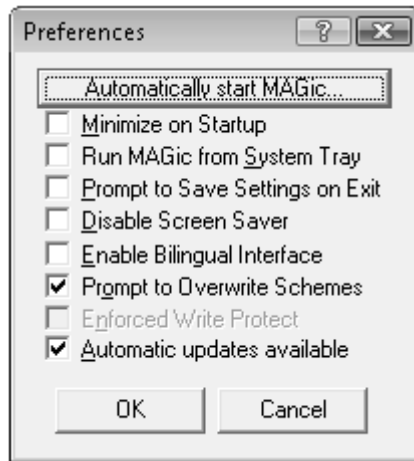 Preferences
Automatically start MAGic...
Minimize on Startup
Run MAGic from System Tray
Prompt to Save Settings on Exit
Disable Screen Saver
Enable Bilingual Interface
Prompt to Overwrite Schemes
Enforced Write Protect
Automatic updates available
OK Cancel